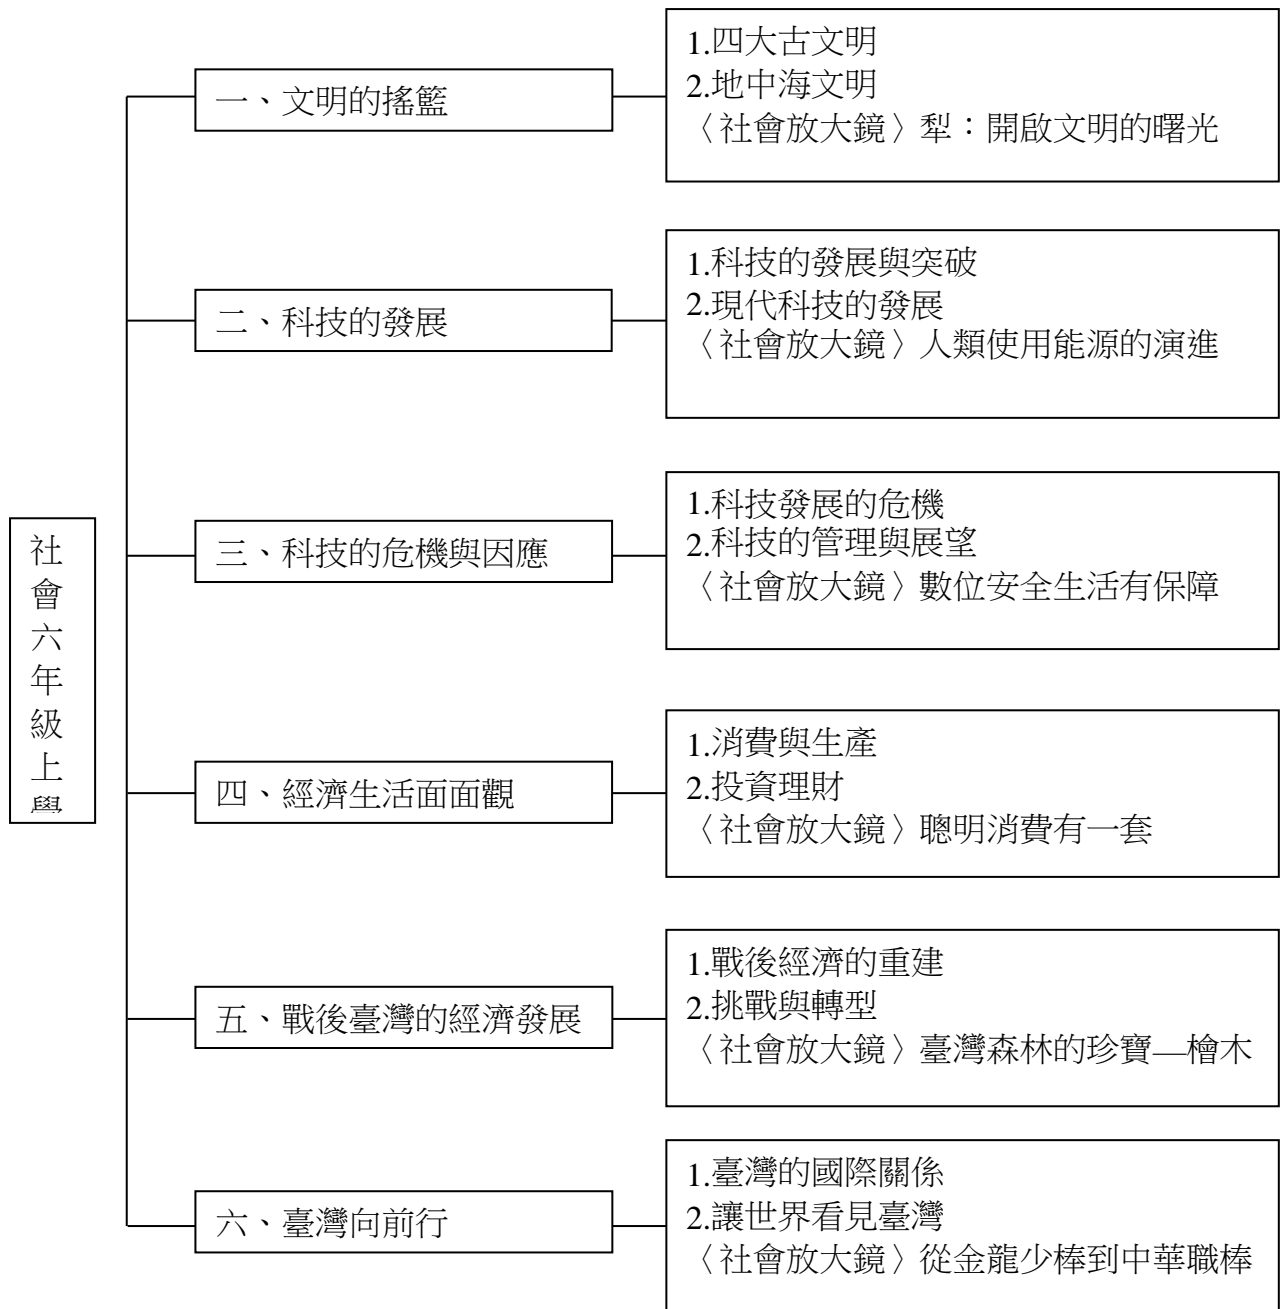 社會六年級上學
一、文明的搖籃
1.四大古文明
2.地中海文明
〈社會放大鏡〉犁：開啟文明的曙光
二、科技的發展
1.科技的發展與突破
2.現代科技的發展
〈社會放大鏡〉人類使用能源的演進
三、科技的危機與因應
1.科技發展的危機
2.科技的管理與展望
〈社會放大鏡〉數位安全生活有保障
四、經濟生活面面觀
1.消費與生產
2.投資理財
〈社會放大鏡〉聰明消費有一套
五、戰後臺灣的經濟發展
1.戰後經濟的重建
2.挑戰與轉型
〈社會放大鏡〉臺灣森林的珍寶—檜木
六、臺灣向前行
1.臺灣的國際關係
2.讓世界看見臺灣
〈社會放大鏡〉從金龍少棒到中華職棒